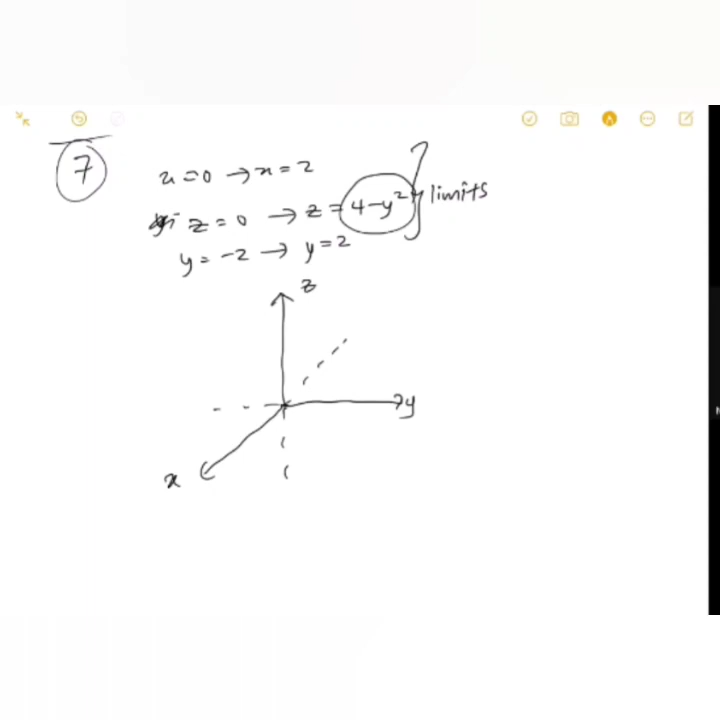 7
x=0 → x=2
z=0 → z=4-y² limits
y=-2 → y=2
z
y
x